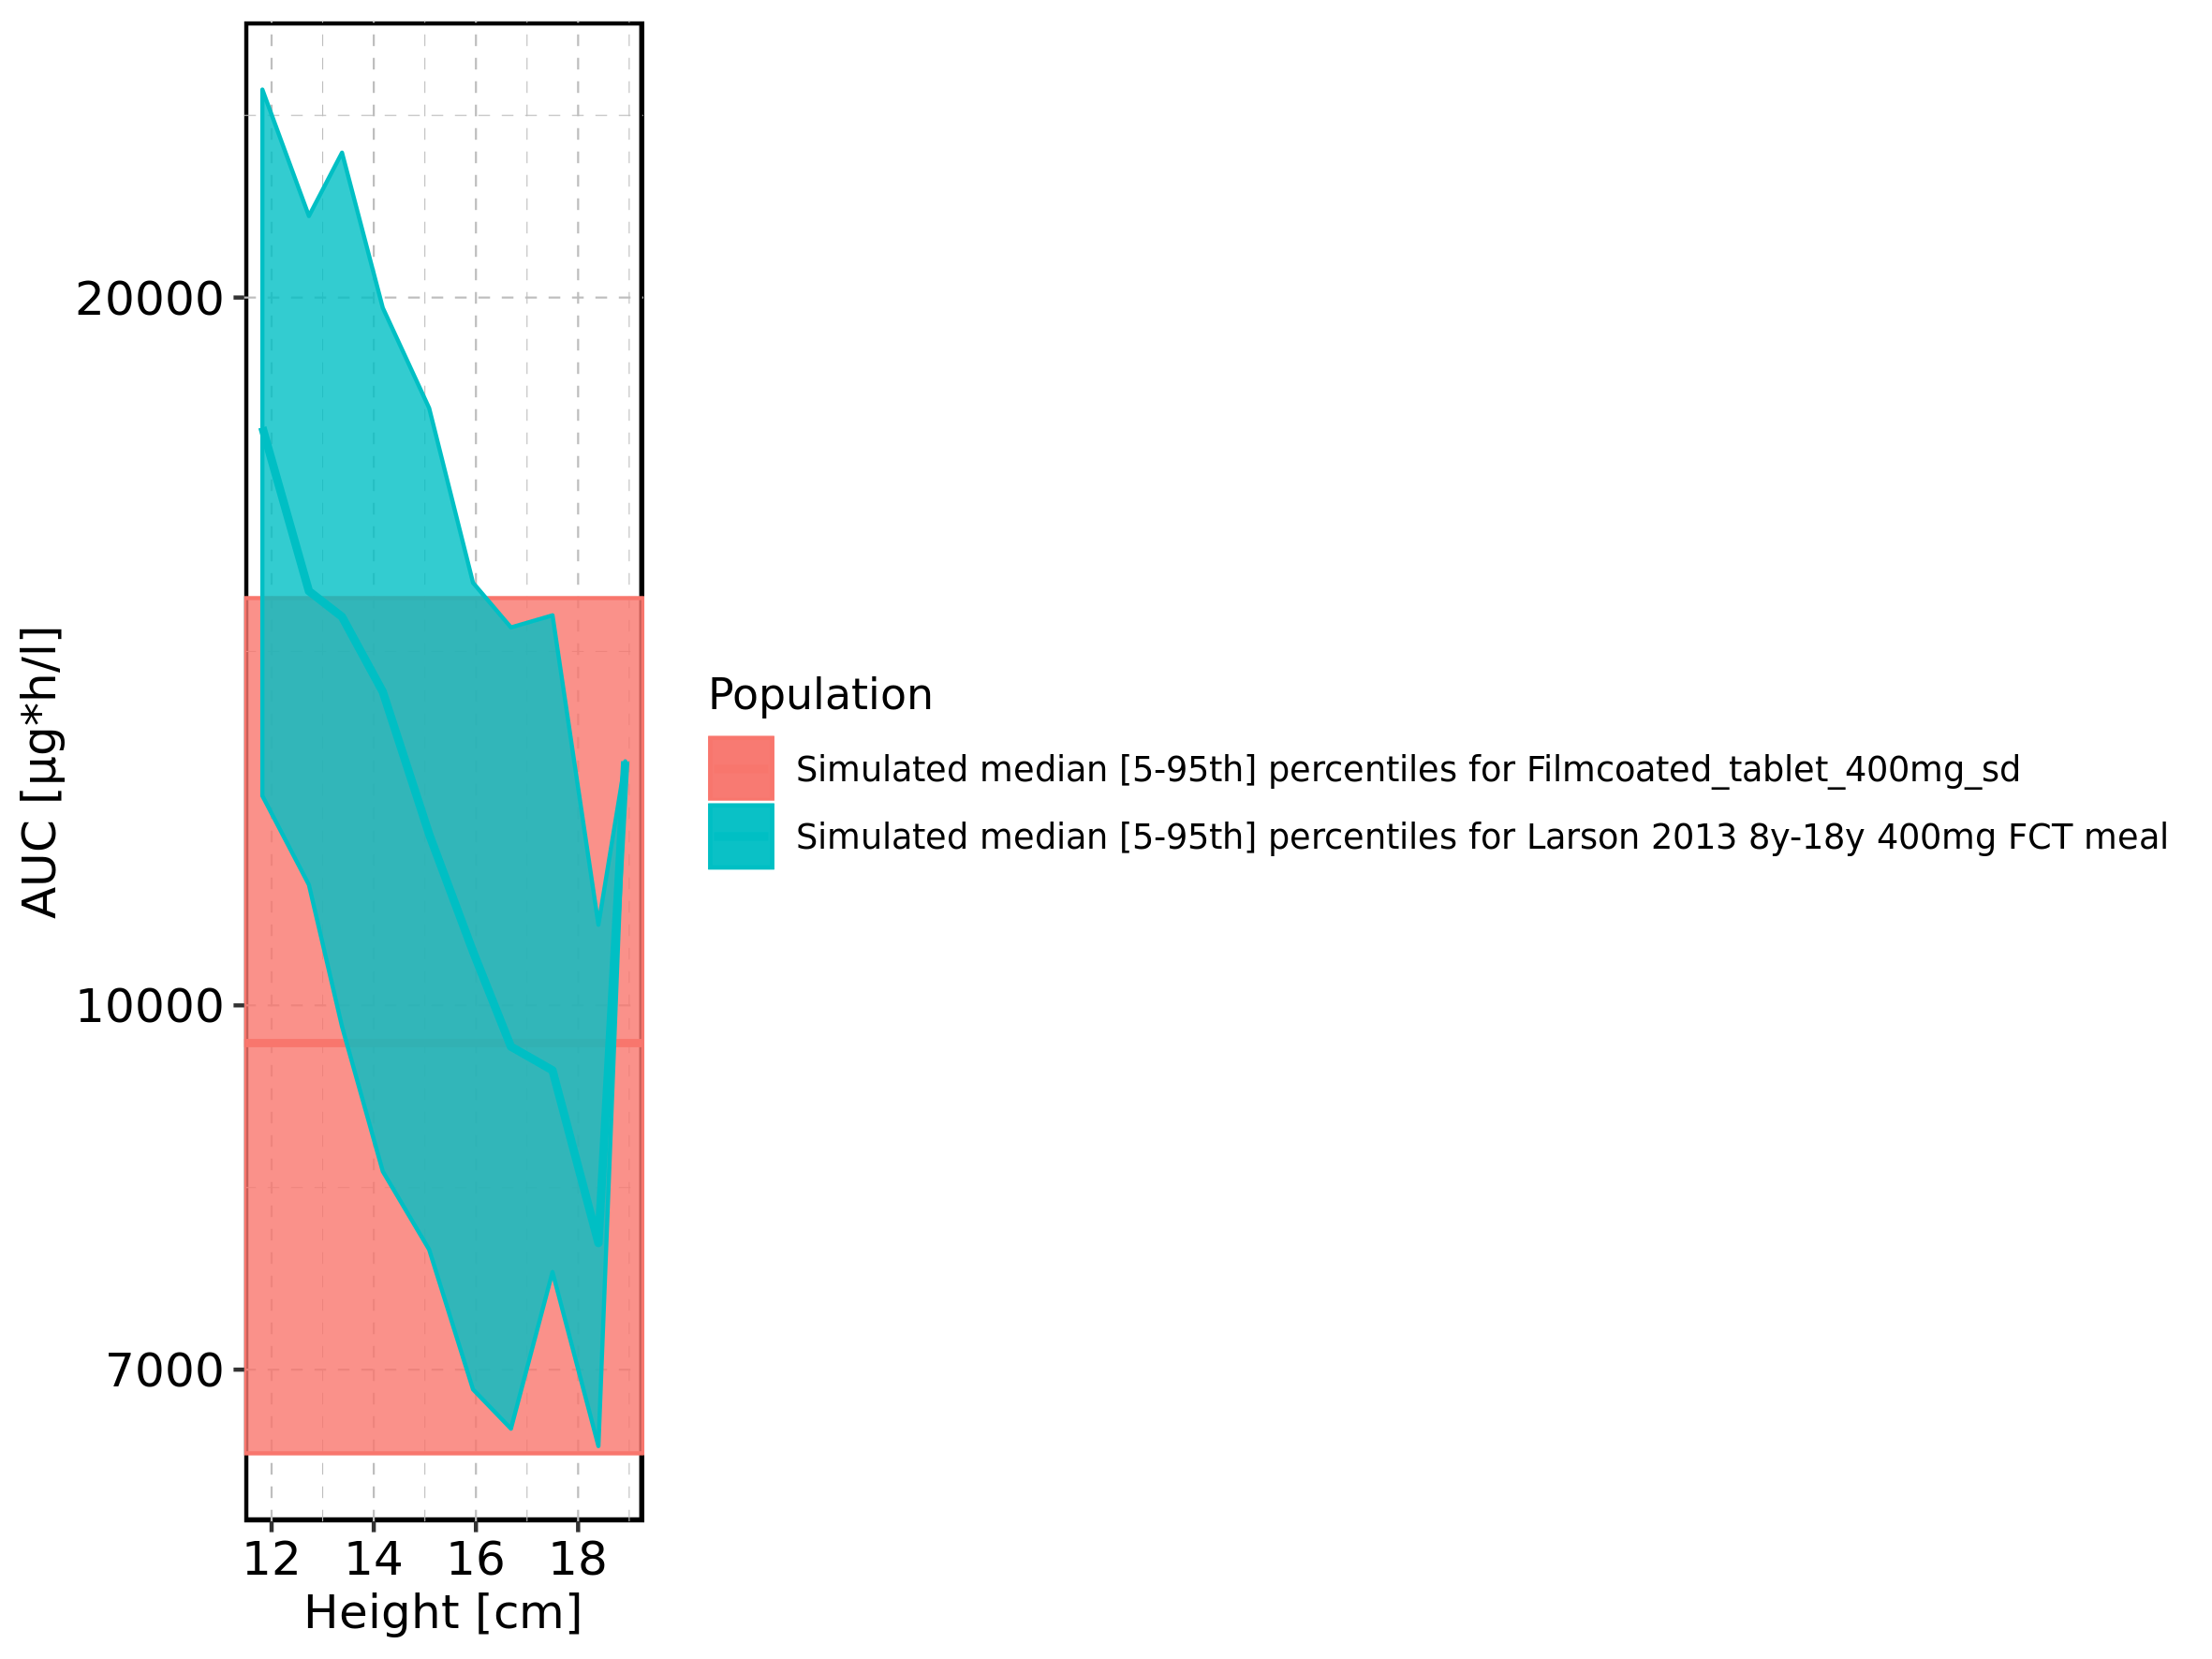 20000
10000
7000
AUC [µg*h/l]
12 14 16 18
Height [cm]
Population
Simulated median [5-95th] percentiles for Filmcoated_tablet_400mg_sd
Simulated median [5-95th] percentiles for Larson 2013 8y-18y 400mg FCT meal